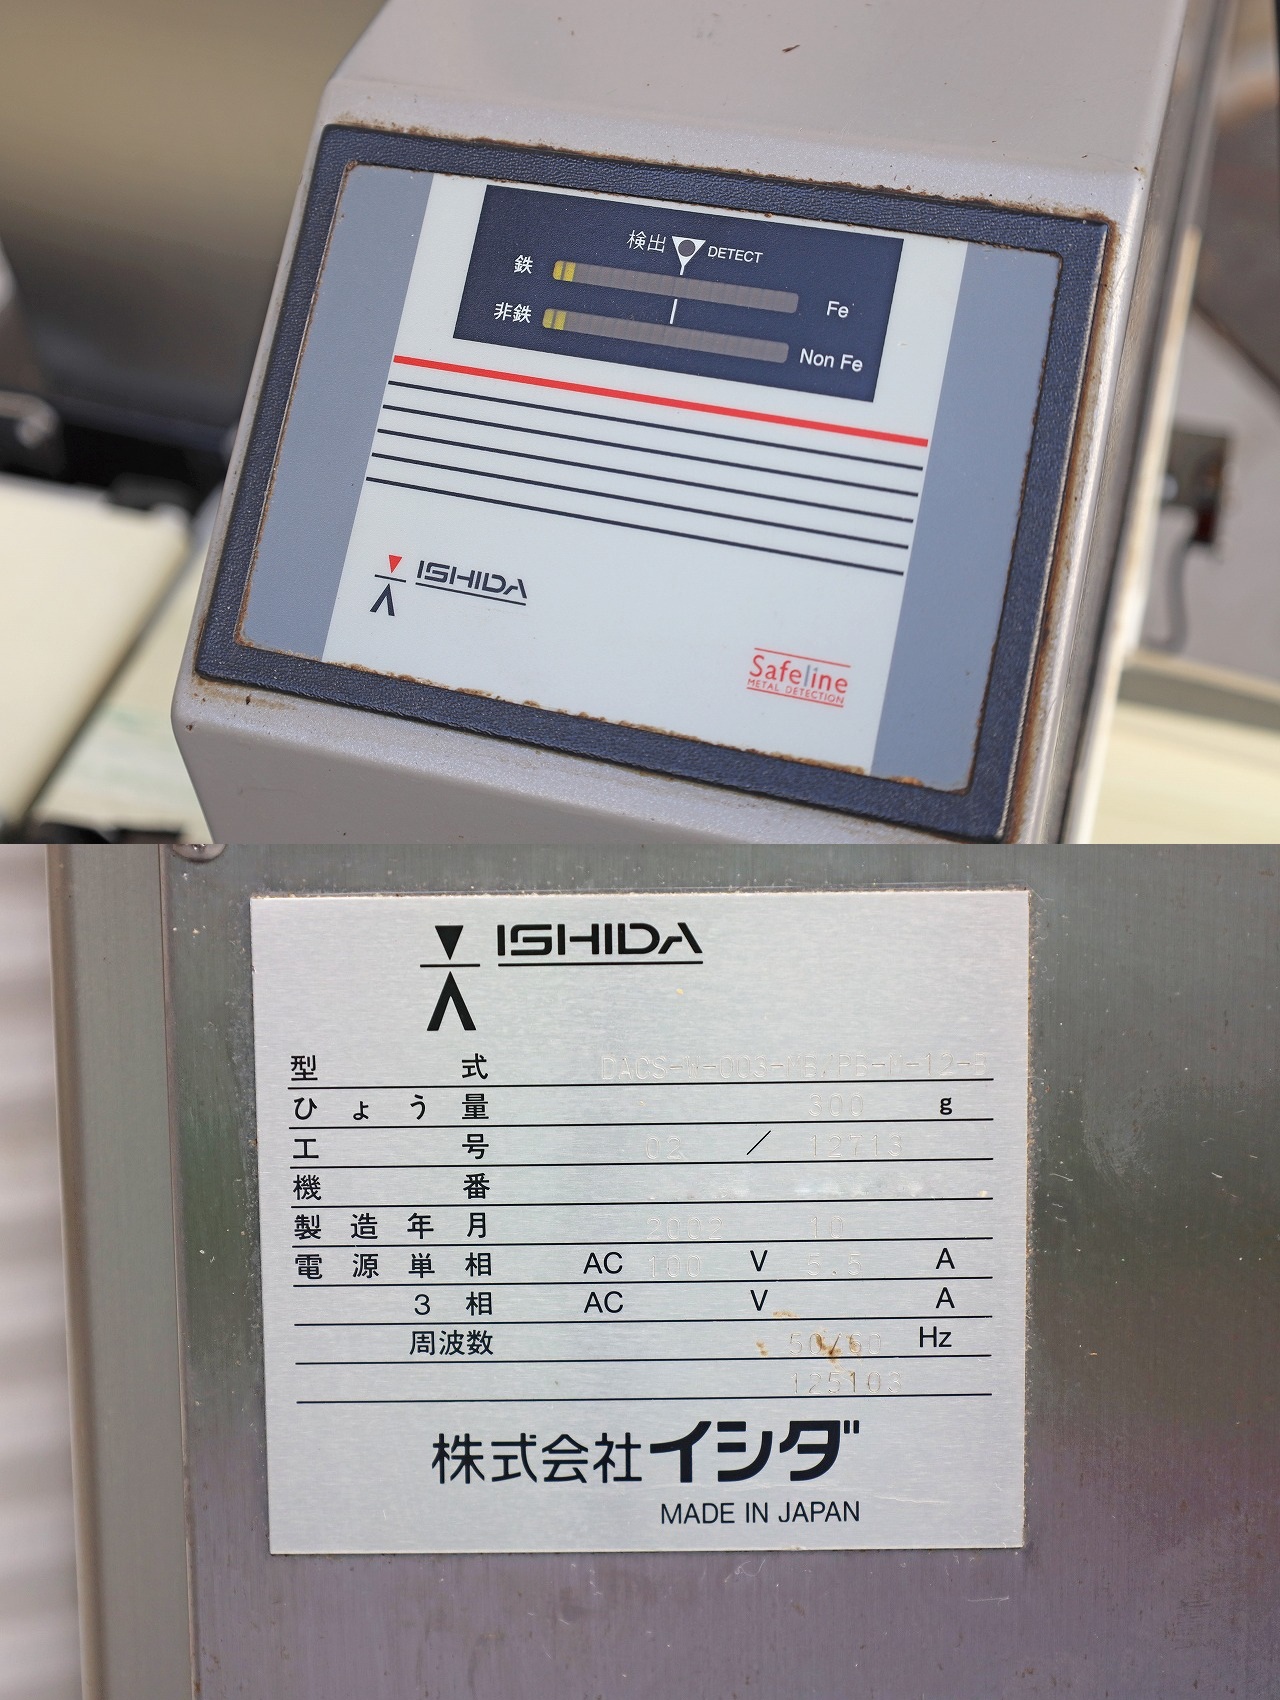 検出 DETECT
鉄 Fe
非鉄 Non Fe
ISHIDA
Safeline
METAL DETECTION
ISHIDA
型式
ひょう量 300 g
工号 02 / 12713
機番
製造年月 2002 10
電源単相 AC 100 V 5.5 A
3相 AC V A
周波数 50/60 Hz
125103
株式会社イシダ
MADE IN JAPAN